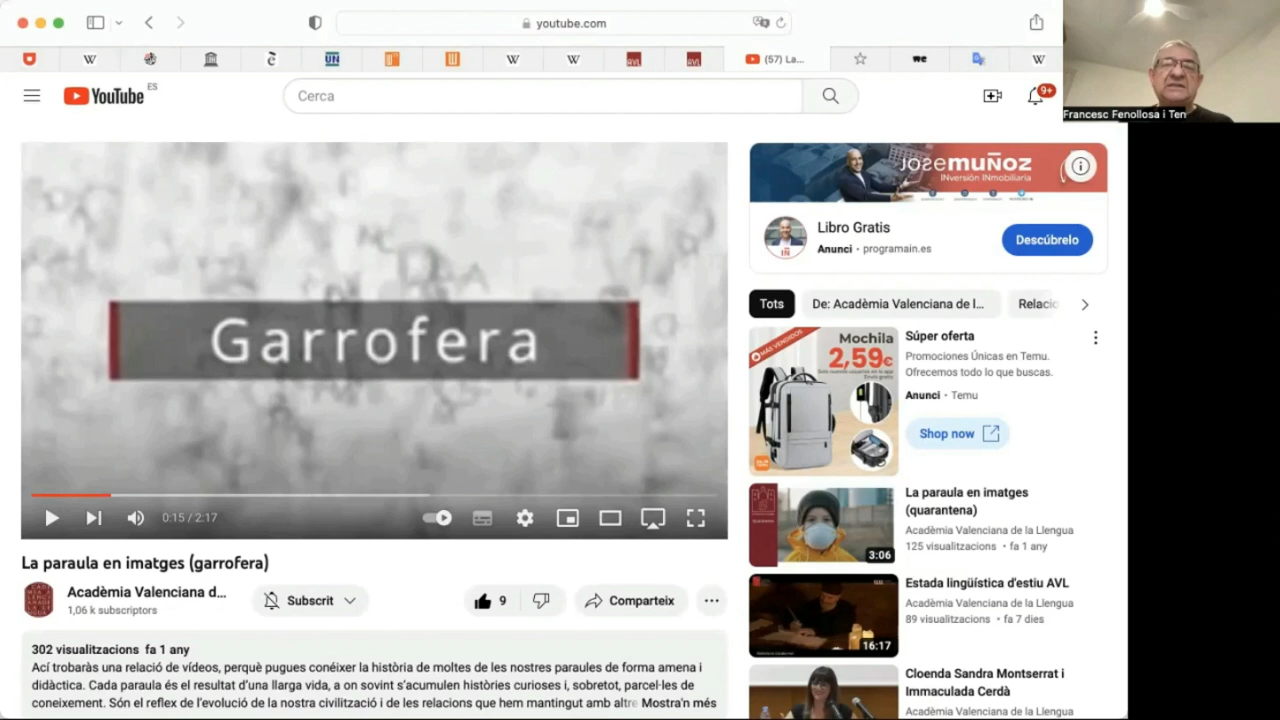 youtube.com
W
è
UN
W
W
AVL
AVL
(57) La...
we
W
YouTube ES
Cerca
9+
Francesc Fenollosa i Ten
Garrofera
0:15 / 2:17
La paraula en imatges (garrofera)
Acadèmia Valenciana d...
1,06 k subscriptors
Subscrit
9
Comparteix
302 visualitzacions fa 1 any
Ací trobaràs una relació de vídeos, perquè pugues conéixer la història de moltes de les nostres paraules de forma amena i
didàctica. Cada paraula és el resultat d'una llarga vida, a on sovint s'acumulen històries curioses i, sobretot, parcel·les de
coneixement. Són el reflex de l'evolució de la nostra civilització i de les relacions que hem mantingut amb altre Mostra'n més
JOSEMUÑOZ
INversión INmobiliaria
IN
Libro Gratis
Anunci · programain.es
Descúbrelo
Tots
De: Acadèmia Valenciana de l...
Relacio
MÁS VENDIDOS
Mochila
2,59€
Súper oferta
Promociones Únicas en Temu.
Ofrecemos todo lo que buscas.
Anunci · Temu
Shop now
La paraula en imatges
(quarantena)
Acadèmia Valenciana de la Llengua
125 visualitzacions · fa 1 any
3:06
Estada lingüística d'estiu AVL
Acadèmia Valenciana de la Llengua
89 visualitzacions · fa 7 dies
16:17
Cloenda Sandra Montserrat i
Immaculada Cerdà
Acadèmia Valenciana de la Llengua